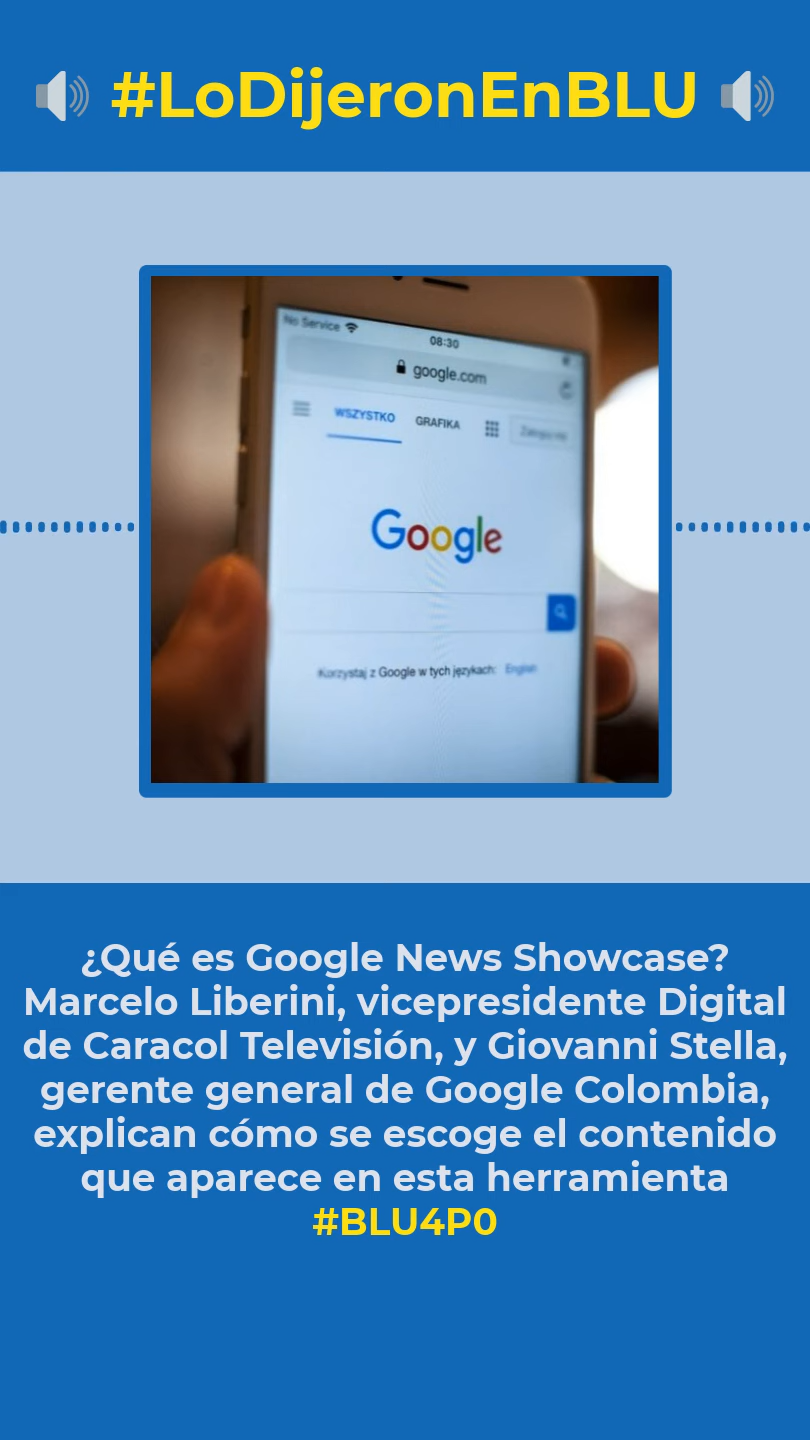 #LoDijeronEnBLU
No Service
08:30
google.com
WSZYSTKO GRAFIKA
Google
Korzystaj z Google w tych językach: English
¿Qué es Google News Showcase?
Marcelo Liberini, vicepresidente Digital
de Caracol Televisión, y Giovanni Stella,
gerente general de Google Colombia,
explican cómo se escoge el contenido
que aparece en esta herramienta
#BLU4P0